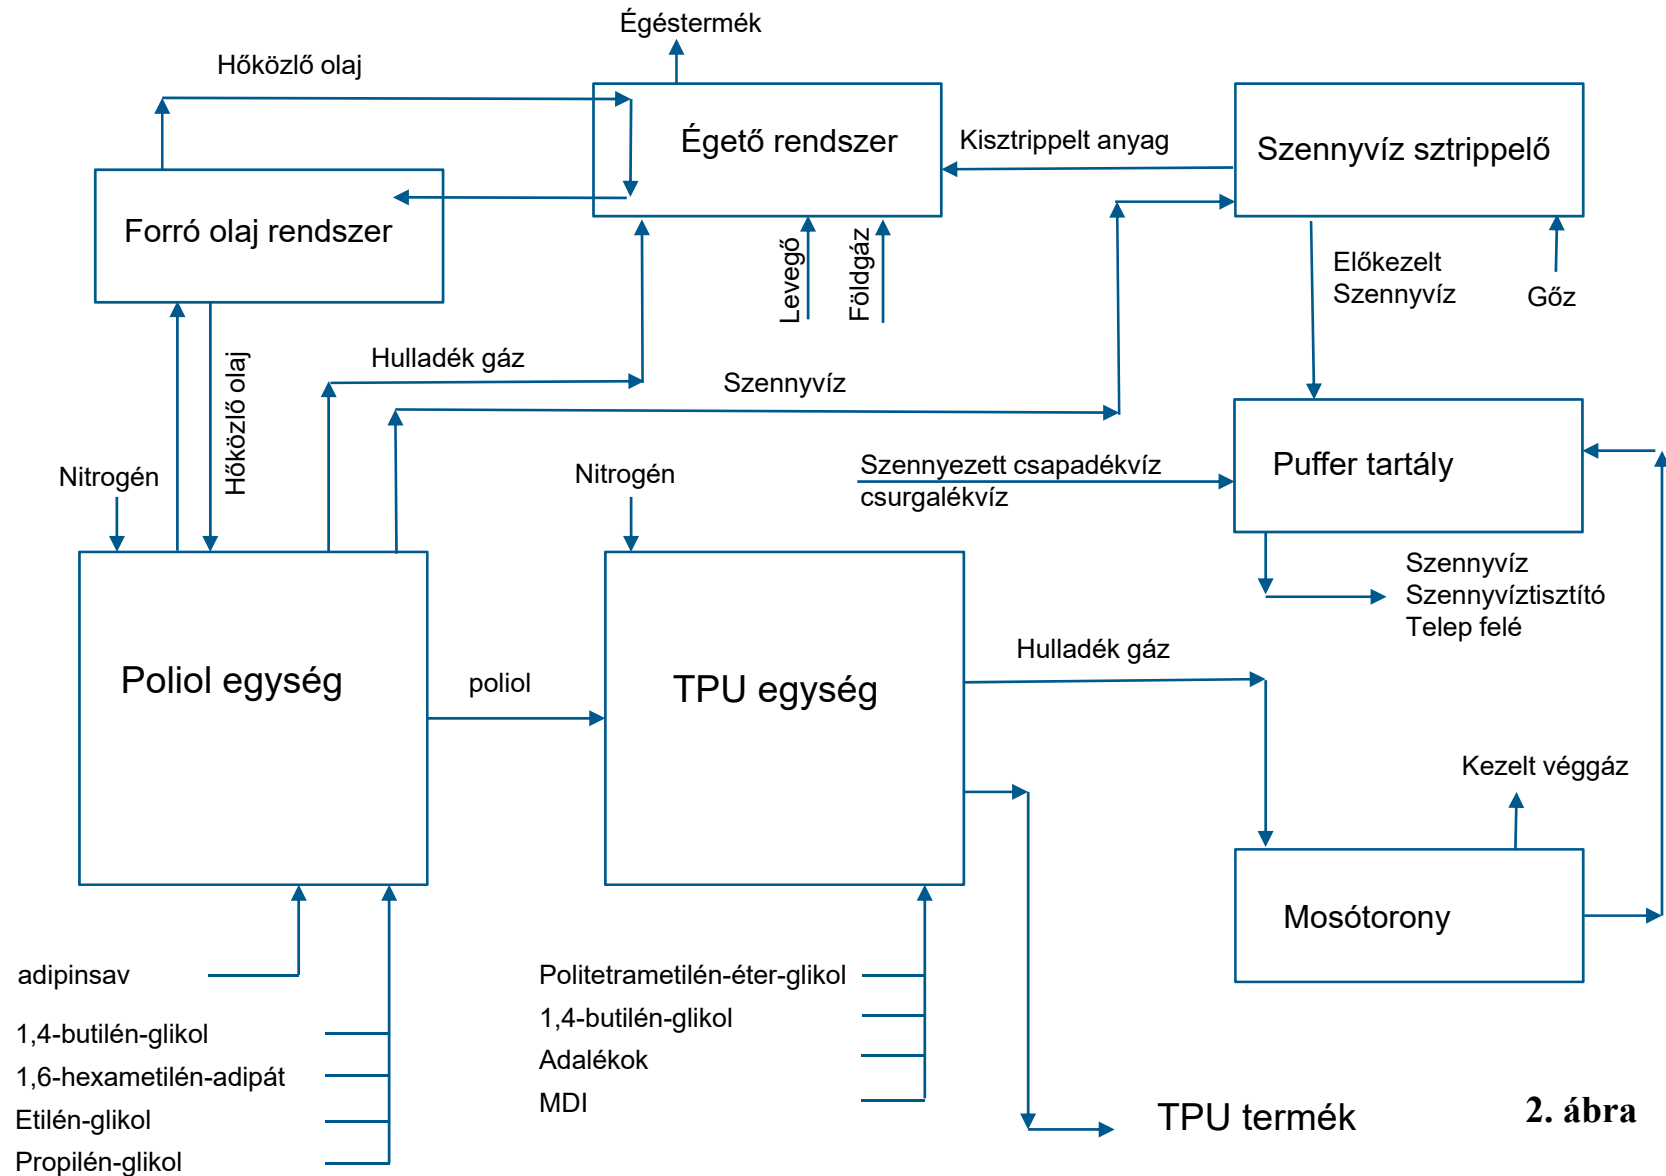 Égéstermék
Hőközlő olaj
Égető rendszer
Kisztrippelt anyag
Szennyvíz sztrippelő
Forró olaj rendszer
Levegő
Földgáz
Előkezelt
Szennyvíz
Gőz
Hőközlő olaj
Hulladék gáz
Szennyvíz
Nitrogén
Nitrogén
Szennyezett csapadékvíz
csurgalékvíz
Puffer tartály
Szennyvíz
Szennyvíztisztító
Telep felé
Poliol egység
poliol
TPU egység
Hulladék gáz
Kezelt véggáz
Mosótorony
adipinsav
1,4-butilén-glikol
1,6-hexametilén-adipát
Etilén-glikol
Propilén-glikol
Politetrametilén-éter-glikol
1,4-butilén-glikol
Adalékok
MDI
TPU termék
2. ábra